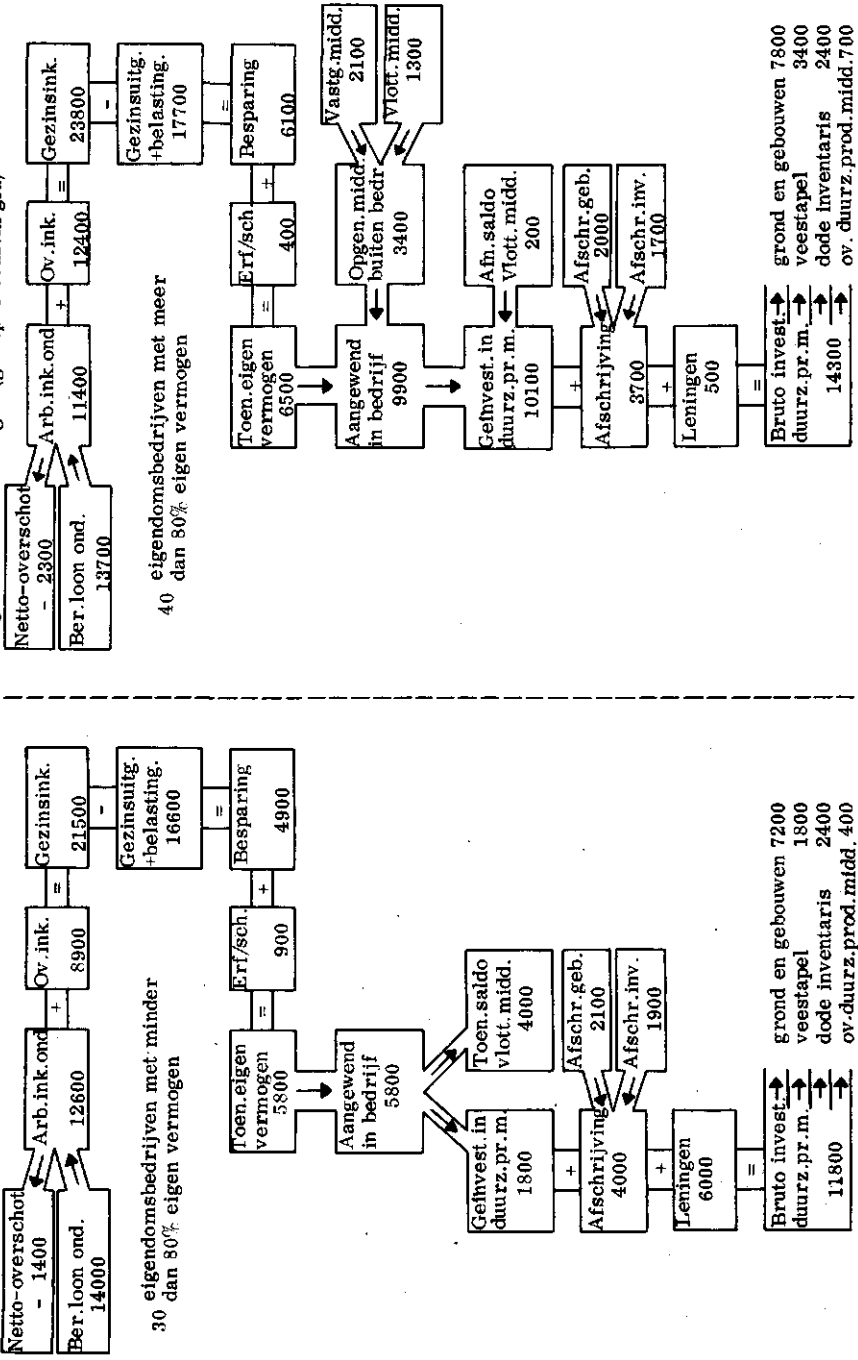 Netto-overschot
- 1400
Ber.loon ond.
14000
Arb.ink.ond
12600
+
Ov.ink.
8900
=
Gezinsink.
21500
-
Gezinsuitg.
+belasting.
16600
=
30 eigendomsbedrijven met minder
dan 80% eigen vermogen
Toen.eigen
vermogen
5800
=
Erf/sch.
900
+
Besparing
4900
Aangewend
in bedrijf
5800
Geïnvest.in
duurz.pr.m.
1800
Toen.saldo
vlott.midd.
4000
+
Afschrijving
4000
Afschr.geb.
2100
Afschr.inv.
1900
+
Leningen
6000
=
Bruto invest.
duurz.pr.m.
11800
grond en gebouwen 7200
veestapel 1800
dode inventaris 2400
ov.duurz.prod.midd. 400
Netto-overschot
- 2300
Ber.loon ond.
13700
Arb.ink.ond
11400
+
Ov.ink.
12400
=
Gezinsink.
23800
-
Gezinsuitg.
+belasting.
17700
=
40 eigendomsbedrijven met meer
dan 80% eigen vermogen
Toen.eigen
vermogen
6500
=
Erf/sch
400
+
Besparing
6100
Aangewend
in bedrijf
9900
Opgen.midd.
buiten bedr
3400
Vastg.midd.
2100
Vlott.midd.
1300
Geïnvest.in
duurz.pr.m.
10100
Afn.saldo
Vlott.midd.
200
+
Afschrijving
3700
Afschr.geb.
2000
Afschr.inv.
1700
+
Leningen
500
=
Bruto invest.
duurz.pr.m.
14300
grond en gebouwen 7800
veestapel 3400
dode inventaris 2400
ov. duurz.prod.midd.700